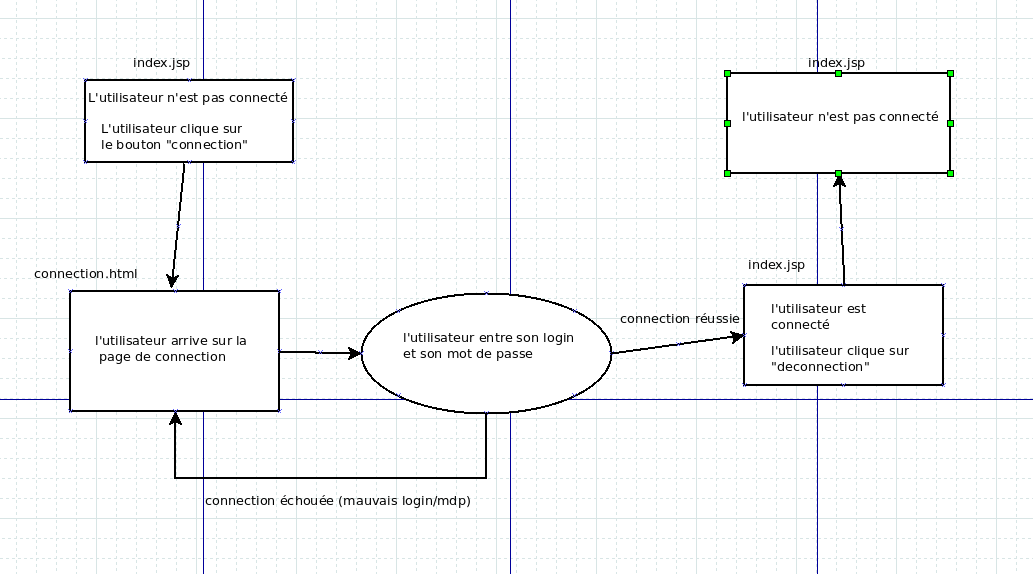 index.jsp
L'utilisateur n'est pas connecté
L'utilisateur clique sur
le bouton "connection"
connection.html
l'utilisateur arrive sur la
page de connection
l'utilisateur entre son login
et son mot de passe
connection échouée (mauvais login/mdp)
connection réussie
index.jsp
l'utilisateur est
connecté
l'utilisateur clique sur
"deconnection"
index.jsp
l'utilisateur n'est pas connecté